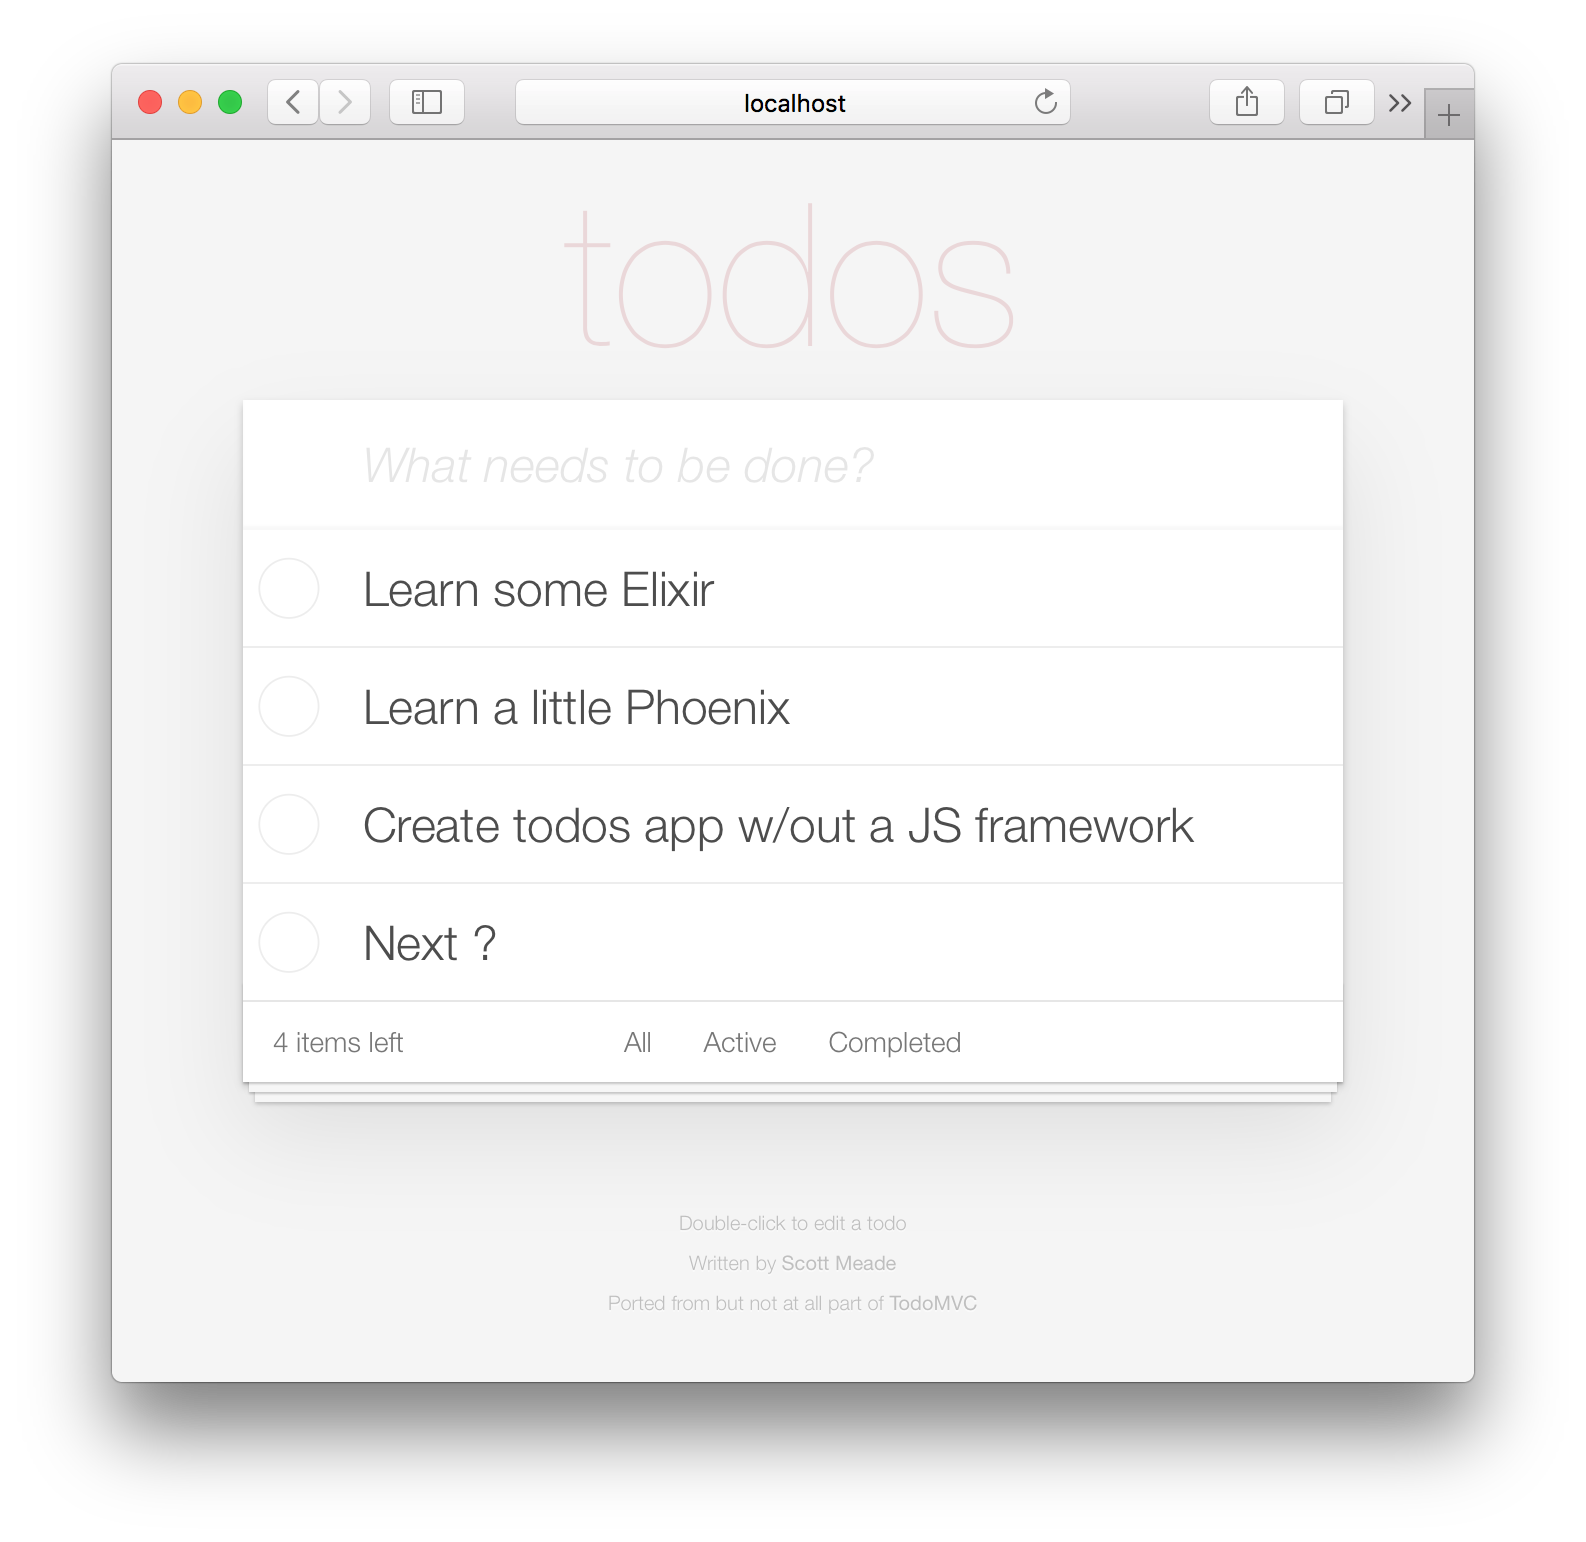 localhost
todos
What needs to be done?
Learn some Elixir
Learn a little Phoenix
Create todos app w/out a JS framework
Next ?
4 items left All Active Completed
Double-click to edit a todo
Written by Scott Meade
Ported from but not at all part of TodoMVC